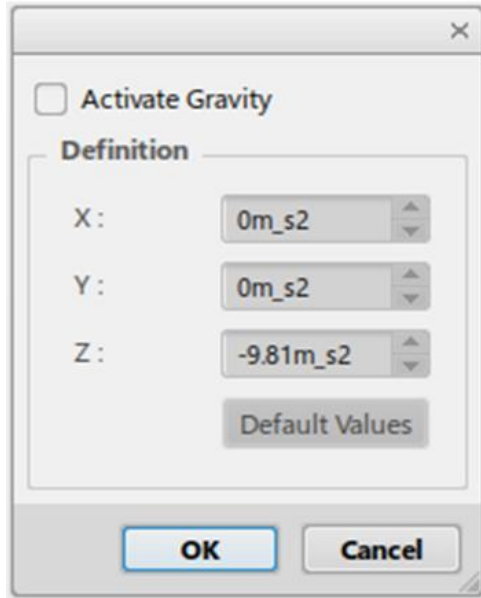 Activate Gravity
Definition
X : 0m_s2
Y : 0m_s2
Z : -9.81m_s2
Default Values
OK Cancel